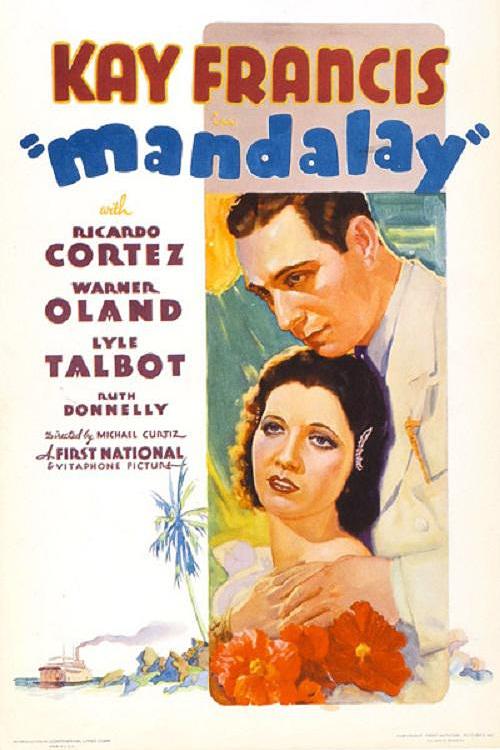 KAY FRANCIS
in
"mandalay"
with
RICARDO
CORTEZ
WARNER
OLAND
LYLE
TALBOT
RUTH
DONNELLY
Directed by MICHAEL CURTIZ
A FIRST NATIONAL
& VITAPHONE PICTURE